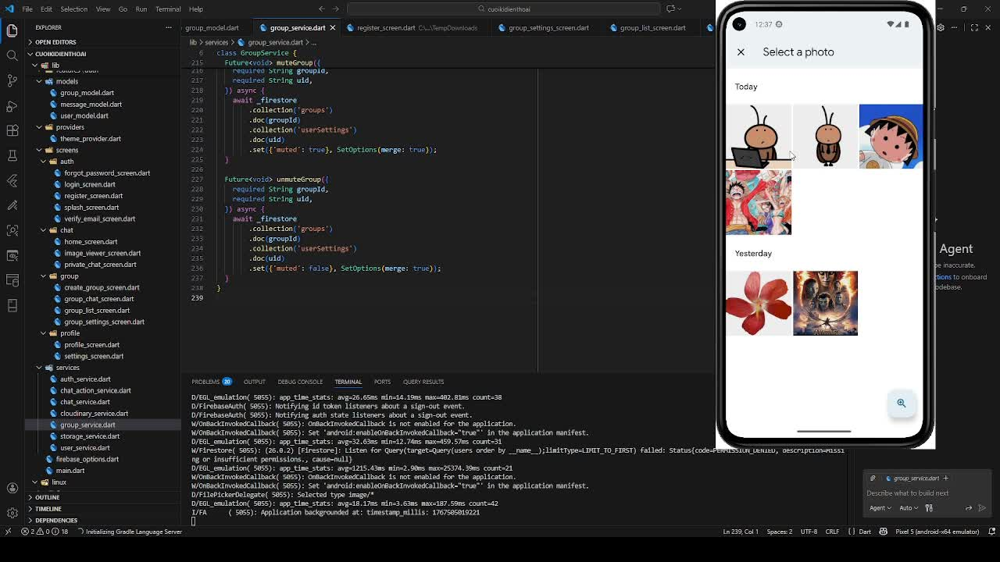 File Edit Selection View Go Run Terminal Help
cuoikidienthoai
EXPLORER
OPEN EDITORS
CUOIKIDIENTHOAI
lib
models
group_model.dart
message_model.dart
user_model.dart
providers
theme_provider.dart
screens
auth
forgot_password_screen.dart
login_screen.dart
register_screen.dart
splash_screen.dart
verify_email_screen.dart
chat
home_screen.dart
image_viewer_screen.dart
private_chat_screen.dart
group
create_group_screen.dart
group_chat_screen.dart
group_list_screen.dart
group_settings_screen.dart
profile
profile_screen.dart
settings_screen.dart
services
auth_service.dart
chat_action_service.dart
chat_service.dart
cloudinary_service.dart
group_service.dart
storage_service.dart
user_service.dart
firebase_options.dart
main.dart
linux
OUTLINE
TIMELINE
DEPENDENCIES
group_model.dart group_service.dart register_screen.dart C:\...\TempDownloads group_settings_screen.dart group_list_screen.dart
lib > services > group_service.dart > ...
6 class GroupService {
215 Future<void> muteGroup({
216 required String groupId,
217 required String uid,
218 }) async {
219 await _firestore
220 .collection('groups')
221 .doc(groupId)
222 .collection('userSettings')
223 .doc(uid)
224 .set({'muted': true}, SetOptions(merge: true));
225 }
226
227 Future<void> unmuteGroup({
228 required String groupId,
229 required String uid,
230 }) async {
231 await _firestore
232 .collection('groups')
233 .doc(groupId)
234 .collection('userSettings')
235 .doc(uid)
236 .set({'muted': false}, SetOptions(merge: true));
237 }
238 }
239
PROBLEMS 20 OUTPUT DEBUG CONSOLE TERMINAL PORTS QUERY RESULTS
D/EGL_emulation( 5055): app_time_stats: avg=26.65ms min=14.19ms max=402.81ms count=38
D/FirebaseAuth( 5055): Notifying id token listeners about a sign-out event.
D/FirebaseAuth( 5055): Notifying auth state listeners about a sign-out event.
W/OnBackInvokedCallback( 5055): OnBackInvokedCallback is not enabled for the application.
W/OnBackInvokedCallback( 5055): Set 'android:enableOnBackInvokedCallback="true"' in the application manifest.
D/EGL_emulation( 5055): app_time_stats: avg=32.63ms min=12.74ms max=459.57ms count=31
W/Firestore( 5055): (26.0.2) [Firestore]: Listen for Query(target=Query(users order by __name__);limitType=LIMIT_TO_FIRST) failed: Status{code=PERMISSION_DENIED, description=Missi
ng or insufficient permissions., cause=null}
D/EGL_emulation( 5055): app_time_stats: avg=1215.43ms min=2.90ms max=25374.39ms count=21
W/OnBackInvokedCallback( 5055): OnBackInvokedCallback is not enabled for the application.
W/OnBackInvokedCallback( 5055): Set 'android:enableOnBackInvokedCallback="true"' in the application manifest.
D/FilePickerDelegate( 5055): Selected type image/*
D/EGL_emulation( 5055): app_time_stats: avg=18.17ms min=3.63ms max=187.59ms count=42
I/FA ( 5055): Application backgrounded at: timestamp_millis: 1767505019221
12:37
Select a photo
Today
Yesterday
Agent
be inaccurate.
to onboard
debase.
group_service.dart
Describe what to build next
Agent Auto
2 0 18 Initializing Gradle Language Server
Ln 239, Col 1 Spaces: 2 UTF-8 CRLF { } Dart Pixel 5 (android-x64 emulator)